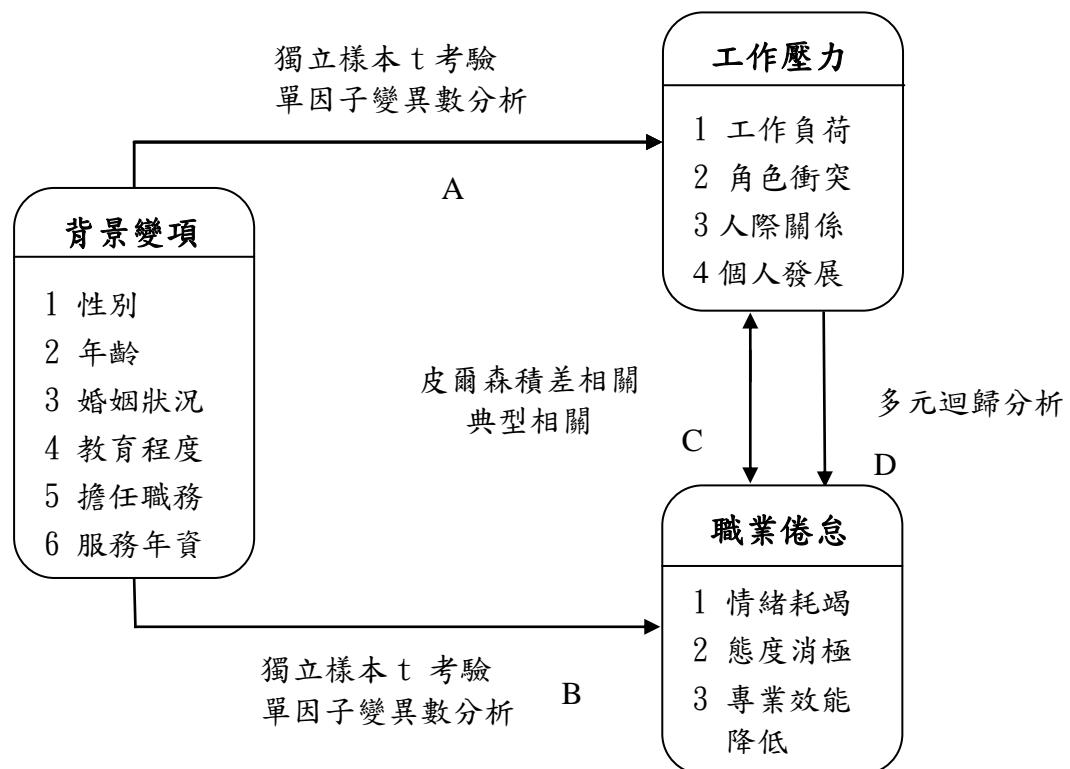 獨立樣本 t 考驗
單因子變異數分析
A
工作壓力
1 工作負荷
2 角色衝突
3 人際關係
4 個人發展
背景變項
1 性別
2 年齡
3 婚姻狀況
4 教育程度
5 擔任職務
6 服務年資
皮爾森積差相關
典型相關
C
多元迴歸分析
D
職業倦怠
1 情緒耗竭
2 態度消極
3 專業效能
降低
獨立樣本 t 考驗
單因子變異數分析
B